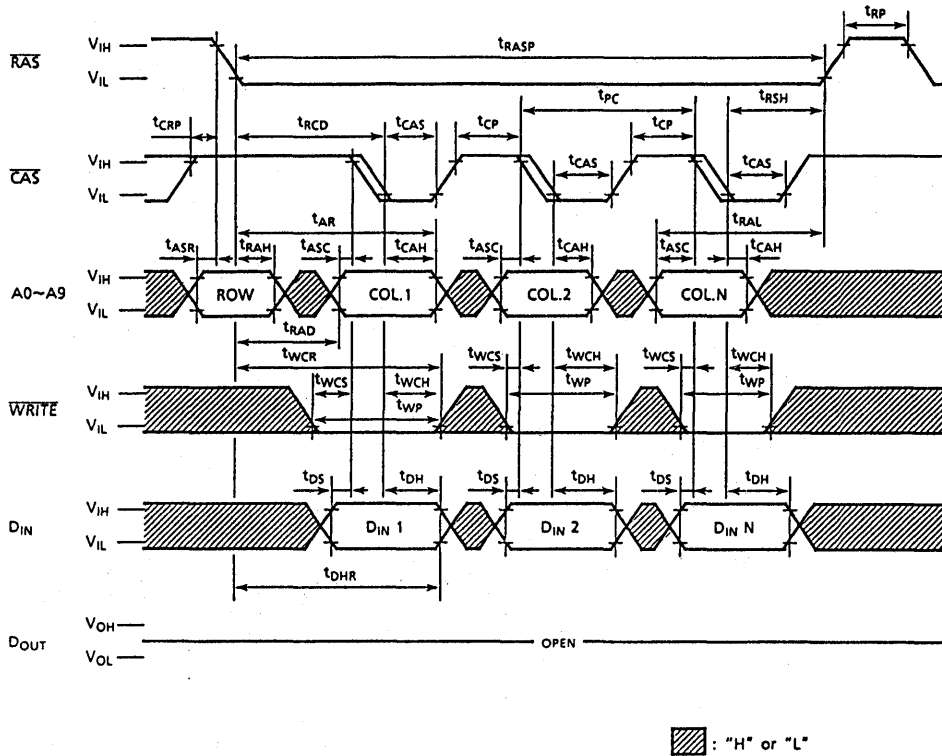 tRP
VIH
RAS
tRASP
VIL
tPC
tRSH
tCRP
tRCD
tCAS
tCP
tCP
VIH
CAS
tCAS
tCAS
VIL
tAR
tRAL
tASR
tRAH
tASC
tCAH
tASC
tCAH
tASC
tCAH
VIH
A0~A9
ROW
COL.1
COL.2
COL.N
VIL
tRAD
tWCR
tWCS
tWCH
tWCS
tWCH
tWCS
tWCH
VIH
WRITE
tWP
tWP
tWP
VIL
tDS
tDH
tDS
tDH
tDS
tDH
VIH
DIN
DIN 1
DIN 2
DIN N
VIL
tDHR
VOH
DOUT
OPEN
VOL
: "H" or "L"